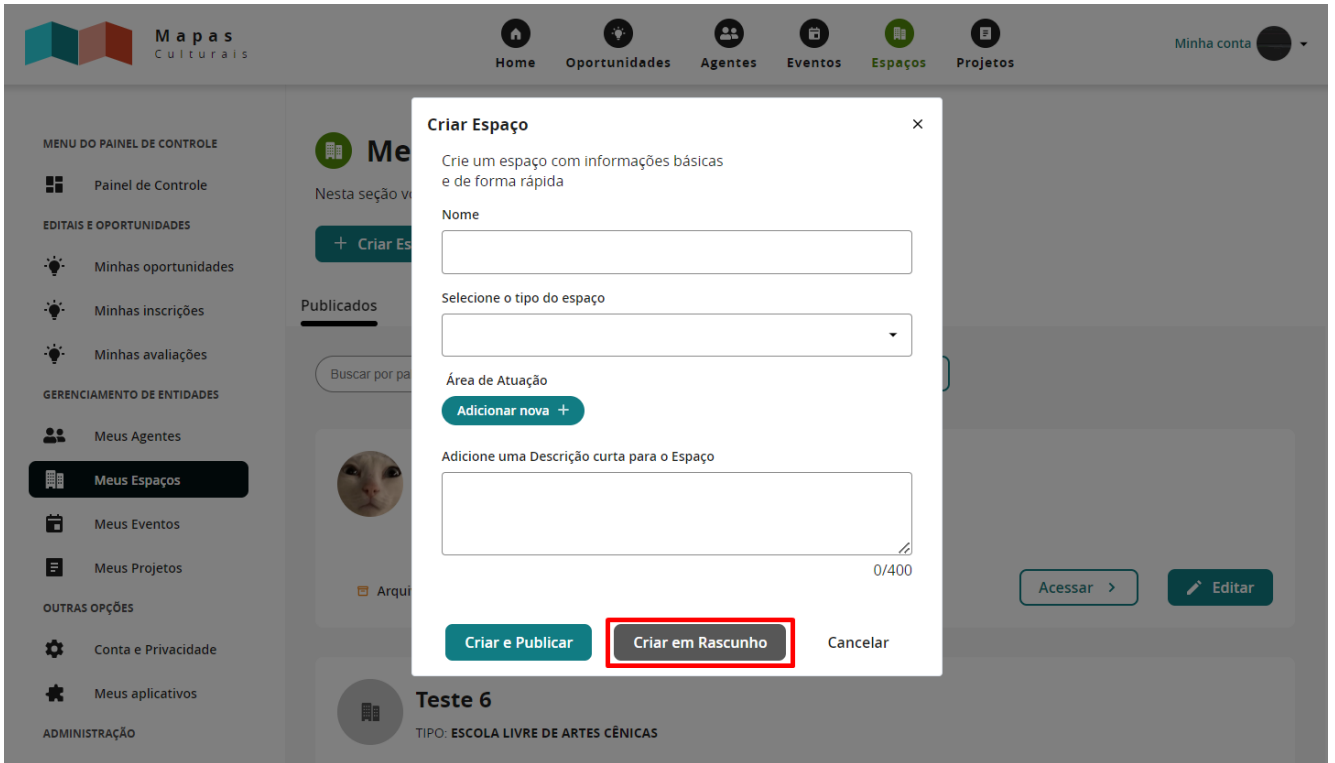 Mapas
Culturais
Home
Oportunidades
Agentes
Eventos
Espaços
Projetos
Minha conta
MENU DO PAINEL DE CONTROLE
Painel de Controle
EDITAIS E OPORTUNIDADES
Minhas oportunidades
Minhas inscrições
Minhas avaliações
GERENCIAMENTO DE ENTIDADES
Meus Agentes
Meus Espaços
Meus Eventos
Meus Projetos
OUTRAS OPÇÕES
Conta e Privacidade
Meus aplicativos
ADMINISTRAÇÃO
Me
Nesta seção v
+ Criar Es
Publicados
Buscar por pa
Arqui
Acessar >
Editar
Teste 6
TIPO: ESCOLA LIVRE DE ARTES CÊNICAS
Criar Espaço ×
Crie um espaço com informações básicas
e de forma rápida
Nome
Selecione o tipo do espaço
Área de Atuação
Adicionar nova +
Adicione uma Descrição curta para o Espaço
0/400
Criar e Publicar
Criar em Rascunho
Cancelar